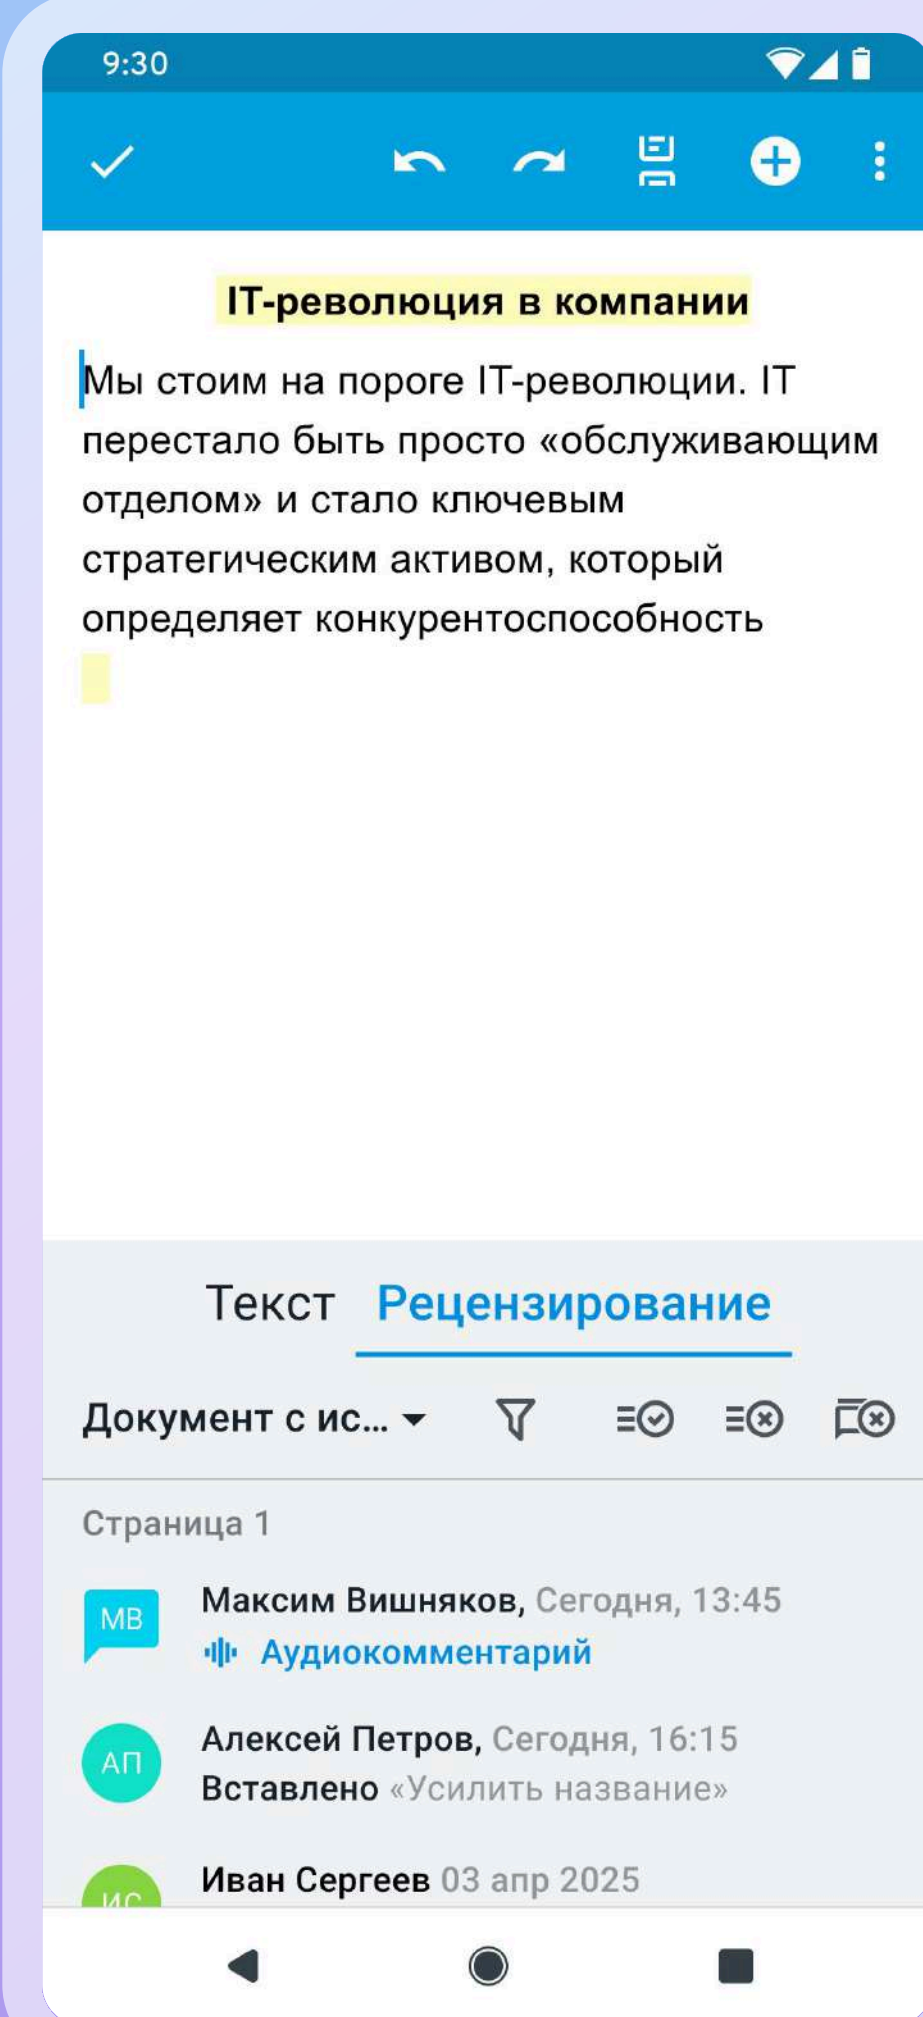 9:30
IT-революция в компании
Мы стоим на пороге IT-революции. IT
перестало быть просто «обслуживающим
отделом» и стало ключевым
стратегическим активом, который
определяет конкурентоспособность
Текст Рецензирование
Документ с ис...
Страница 1
МВ
Максим Вишняков, Сегодня, 13:45
Аудиокомментарий
АП
Алексей Петров, Сегодня, 16:15
Вставлено «Усилить название»
ИС
Иван Сергеев 03 апр 2025